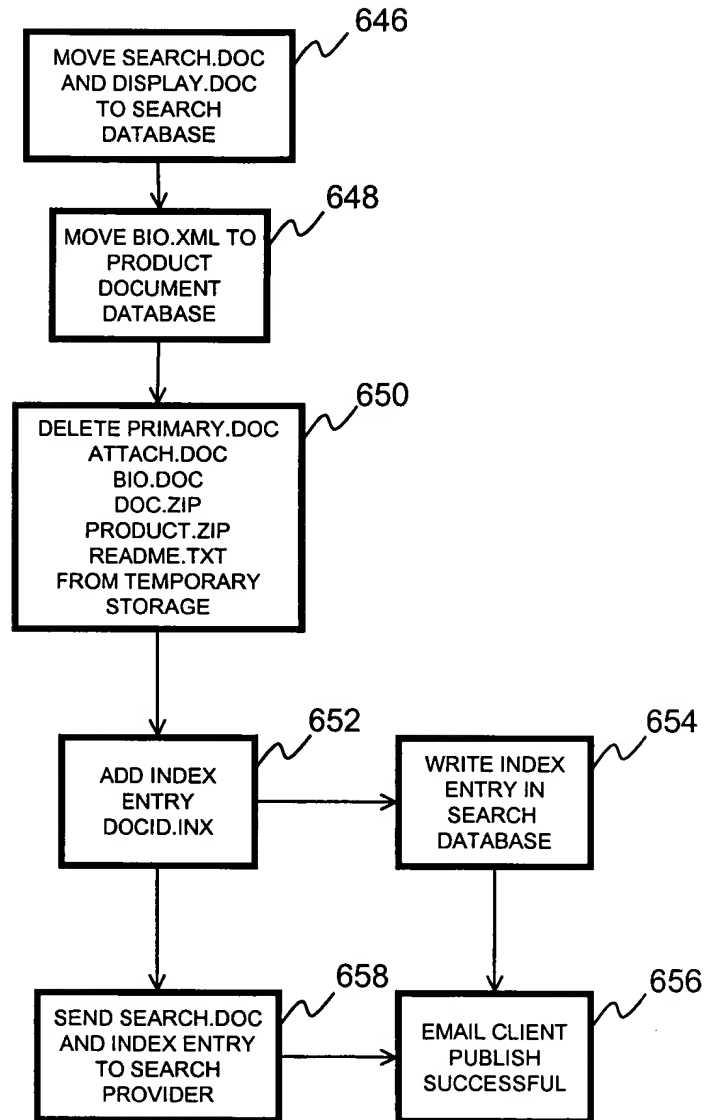 646
MOVE SEARCH.DOC
AND DISPLAY.DOC
TO SEARCH
DATABASE
648
MOVE BIO.XML TO
PRODUCT
DOCUMENT
DATABASE
650
DELETE PRIMARY.DOC
ATTACH.DOC
BIO.DOC
DOC.ZIP
PRODUCT.ZIP
README.TXT
FROM TEMPORARY
STORAGE
652
ADD INDEX
ENTRY
DOCID.INX
654
WRITE INDEX
ENTRY IN
SEARCH
DATABASE
658
SEND SEARCH.DOC
AND INDEX ENTRY
TO SEARCH
PROVIDER
656
EMAIL CLIENT
PUBLISH
SUCCESSFUL